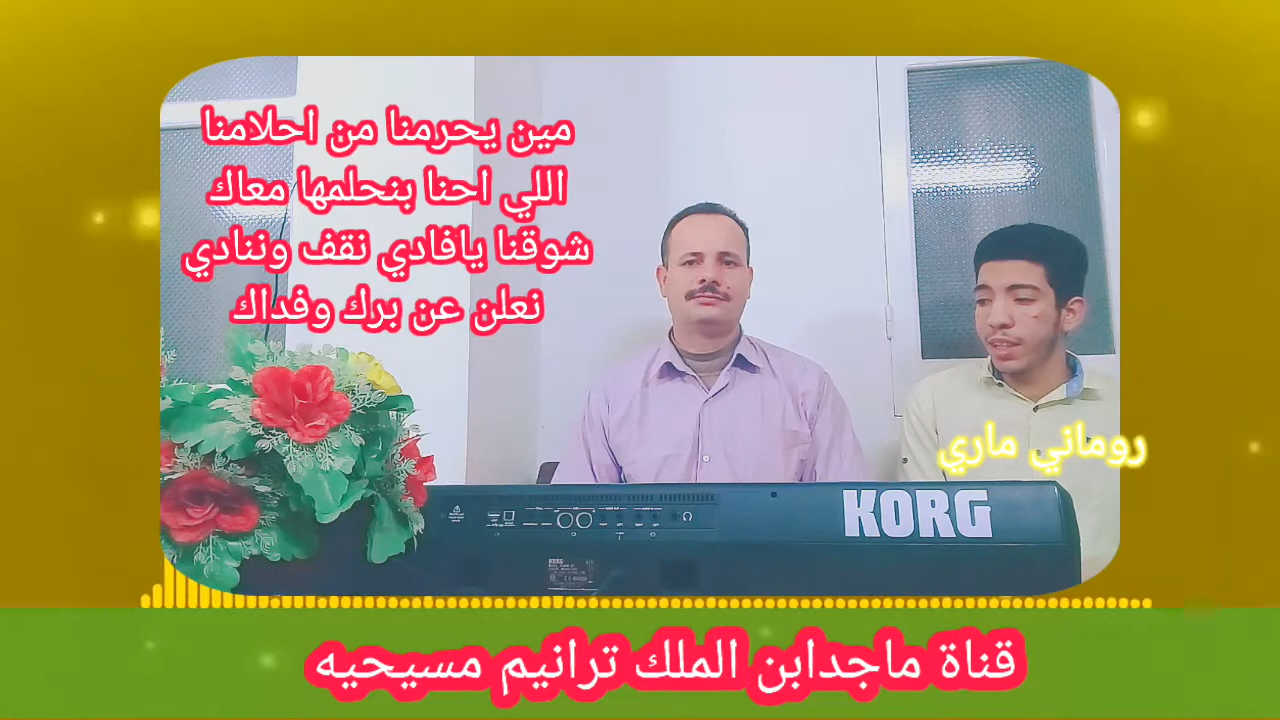 مين يحرمنا من احلامنا
اللي احنا بنحلمها معاك
شوقنا يافادي نقف وننادي
نعلن عن برك وفداك
روماني ماري
KORG
KORG
قناة ماجدابن الملك ترانيم مسيحيه